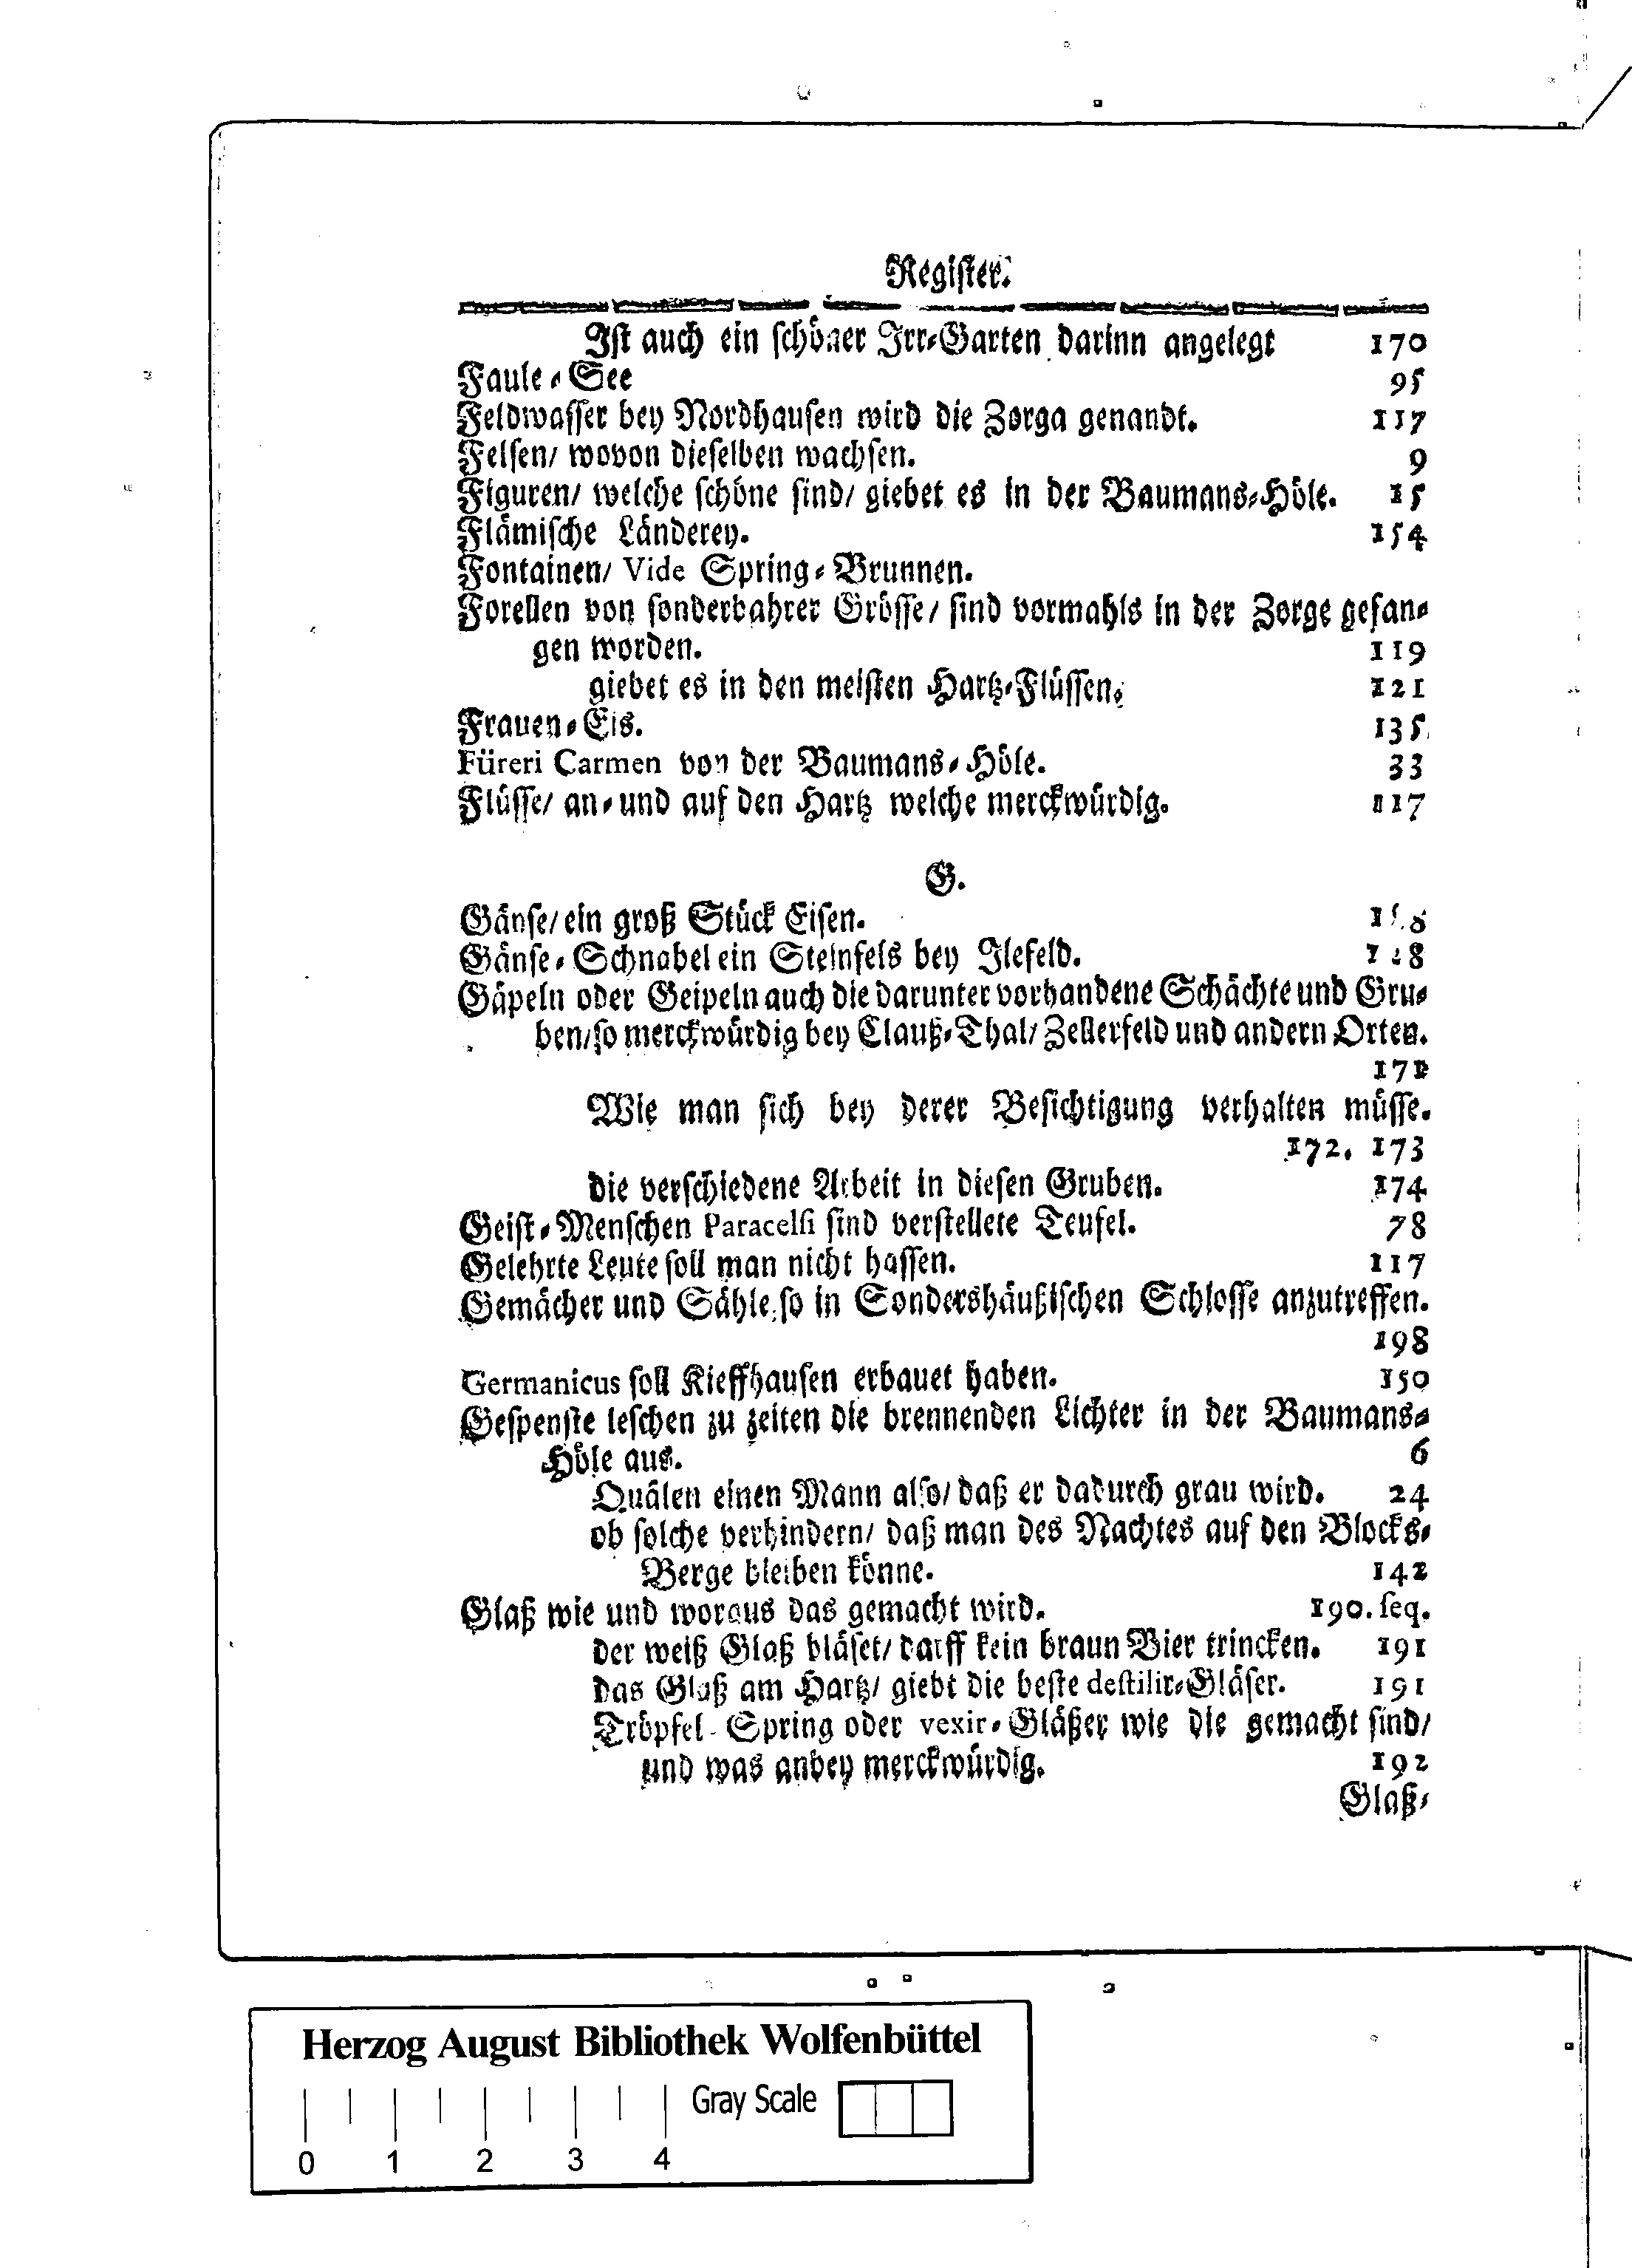 Register.
Ist auch ein schöner Irr-Garten darinn angelegt 170
Faule-See 95
Feldwasser bey Nordhausen wird die Zorga genandt. 117
Felsen/ wovon dieselben wachsen. 9
Figuren/ welche schöne sind/ giebet es in der Baumans-Höle. 15
Flämische Länderey. 154
Fontainen/ Vide Spring-Brunnen.
Forellen von sonderbahrer Grösse/ sind vormahls in der Zorge gefan-
gen worden. 119
giebet es in den meisten Hartz-Flüssen. 121
Frauen-Eis. 135
Füreri Carmen von der Baumans-Höle. 33
Flüsse/ an- und auf den Hartz welche merckwürdig. 117
G.
Gänse/ ein groß Stück Eisen.
Gänse-Schnabel ein Steinfels bey Ilefeld.
Gäpeln oder Geipeln auch die darunter vorhandene Schächte und Gru-
ben/ so merckwürdig bey Clauß-Thal/ Zellerfeld und andern Orten.
171
Wie man sich bey derer Besichtigung verhalten müsse.
172. 173
die verschiedene Arbeit in diesen Gruben. 174
Geist-Menschen Paracelsi sind verstellete Teufel. 78
Gelehrte Leute soll man nicht hassen. 117
Gemächer und Sähle, so in Sondershäußischen Schlosse anzutreffen.
198
Germanicus soll Kieffhausen erbauet haben. 150
Gespenste leschen zu zeiten die brennenden Lichter in der Baumans-
Höle aus. 6
Quälen einen Mann also/ daß er dadurch grau wird. 24
ob solche verhindern/ daß man des Nachtes auf den Blocks-
Berge bleiben könne. 142
Glaß wie und woraus das gemacht wird. 190. seq.
der weiß Glaß bläset/ darff kein braun Bier trincken. 191
das Glaß am Hartz/ giebt die beste destilir-Gläser. 191
Tröpfel-Spring oder vexir-Gläßer wie die gemacht sind/
und was anbey merckwürdig. 192
Glaß-
Herzog August Bibliothek Wolfenbüttel
Gray Scale
0 1 2 3 4